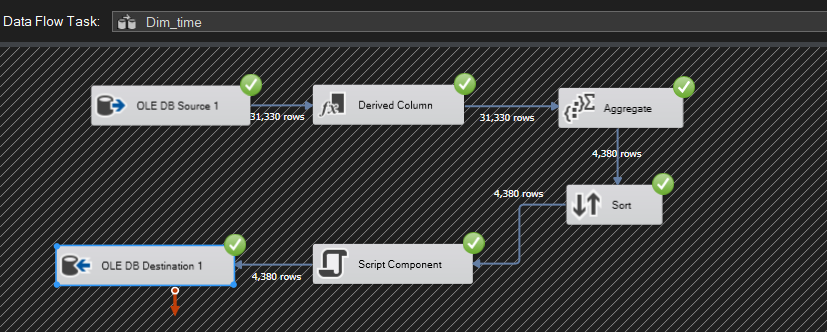 Data Flow Task: Dim_time
OLE DB Source 1
31,330 rows
Derived Column
31,330 rows
Aggregate
4,380 rows
Sort
4,380 rows
Script Component
4,380 rows
OLE DB Destination 1